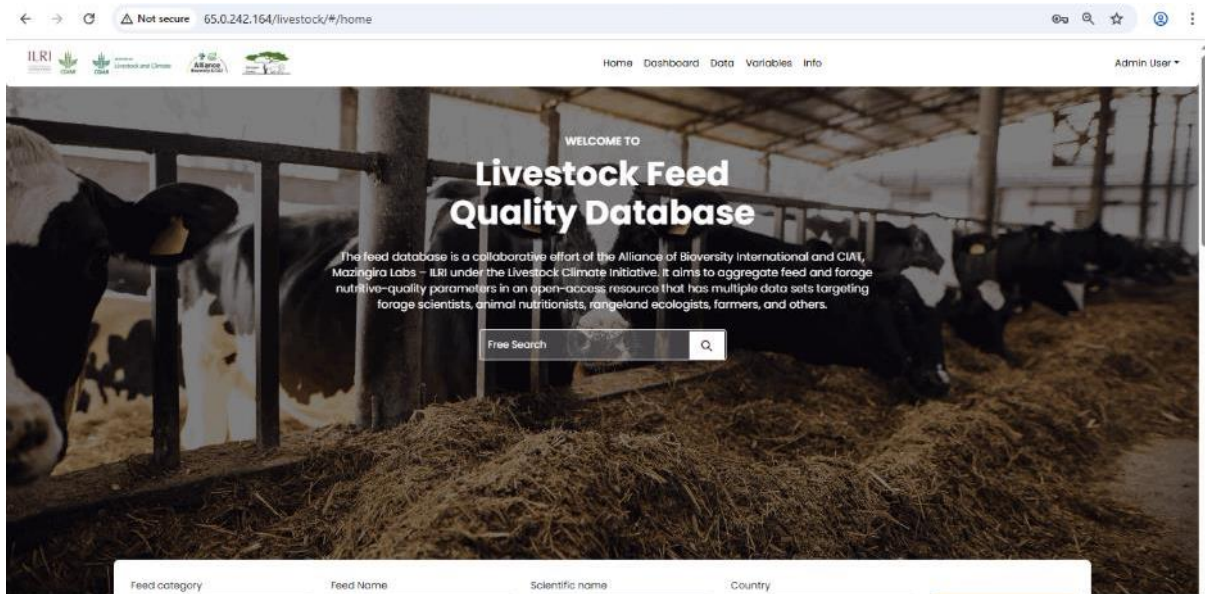 Not secure 65.0.242.164/livestock/#/home
ILRI
CGIAR
CGIAR
Livestock and Climate
Alliance
Home Dashboard Data Variables Info
Admin User
WELCOME TO
Livestock Feed
Quality Database
The feed database is a collaborative effort of the Alliance of Bioversity International and CIAT,
Mazingira Labs – ILRI under the Livestock Climate Initiative. It aims to aggregate feed and forage
nutritive-quality parameters in an open-access resource that has multiple data sets targeting
forage scientists, animal nutritionists, rangeland ecologists, farmers, and others.
Free Search
Feed category Feed Name Scientific name Country